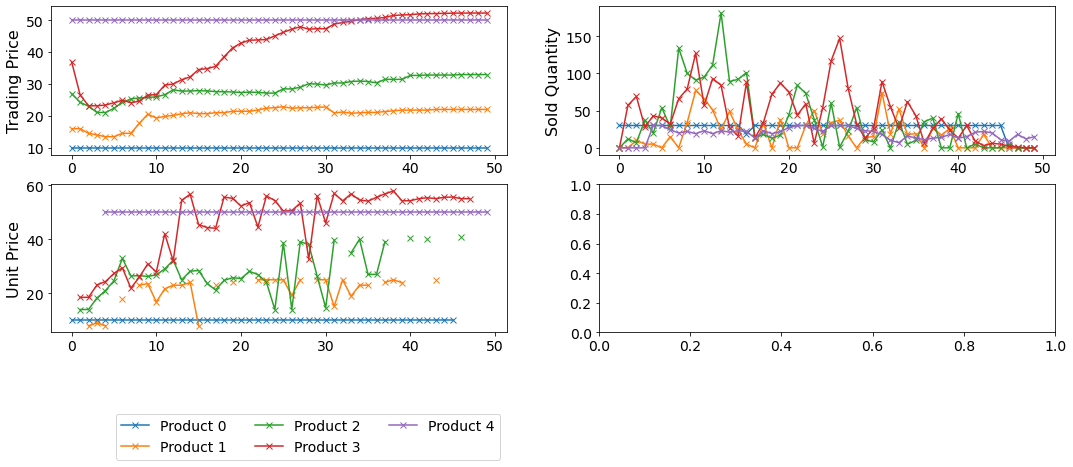 Trading Price
50
40
30
20
10
0 10 20 30 40 50
Sold Quantity
150
100
50
0
0 10 20 30 40 50
Unit Price
60
40
20
0 10 20 30 40 50
1.0
0.8
0.6
0.4
0.2
0.0
0.0 0.2 0.4 0.6 0.8 1.0
Product 0 Product 2 Product 4
Product 1 Product 3